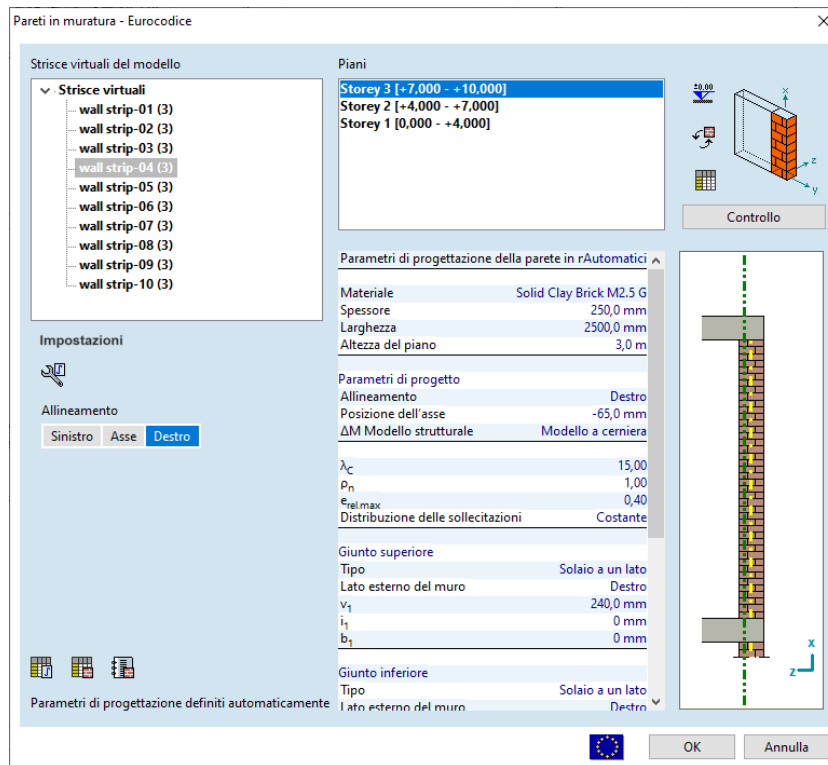 Pareti in muratura - Eurocodice
Strisce virtuali del modello
Strisce virtuali
wall strip-01 (3)
wall strip-02 (3)
wall strip-03 (3)
wall strip-04 (3)
wall strip-05 (3)
wall strip-06 (3)
wall strip-07 (3)
wall strip-08 (3)
wall strip-09 (3)
wall strip-10 (3)
Impostazioni
Allineamento
Sinistro Asse Destro
Parametri di progettazione definiti automaticamente
Piani
Storey 3 [+7,000 - +10,000]
Storey 2 [+4,000 - +7,000]
Storey 1 [0,000 - +4,000]
Parametri di progettazione della parete in rAutomatici
Materiale Solid Clay Brick M2.5 G
Spessore 250,0 mm
Larghezza 2500,0 mm
Altezza del piano 3,0 m
Parametri di progetto
Allineamento Destro
Posizione dell'asse -65,0 mm
ΔM Modello strutturale Modello a cerniera
λC 15,00
ρn 1,00
erel.max 0,40
Distribuzione delle sollecitazioni Costante
Giunto superiore
Tipo Solaio a un lato
Lato esterno del muro Destro
v1 240,0 mm
i1 0 mm
b1 0 mm
Giunto inferiore
Tipo Solaio a un lato
Lato esterno del muro Destro
±0.00
x
z
y
Controllo
x
z
OK Annulla